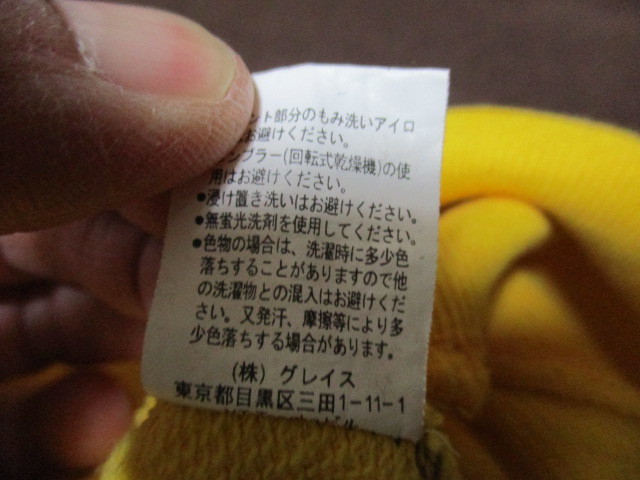 ント部分のもみ洗いアイロ
お避けください。
ンブラー(回転式乾燥機)の使
用はお避けください。
●浸け置き洗いはお避けください。
●無蛍光洗剤を使用してください。
●色物の場合は、洗濯時に多少色
落ちすることがありますので他
の洗濯物との混入はお避けくだ
さい。又発汗、摩擦等により多
少色落ちする場合があります。
(株) グレイス
東京都目黒区三田1-11-1